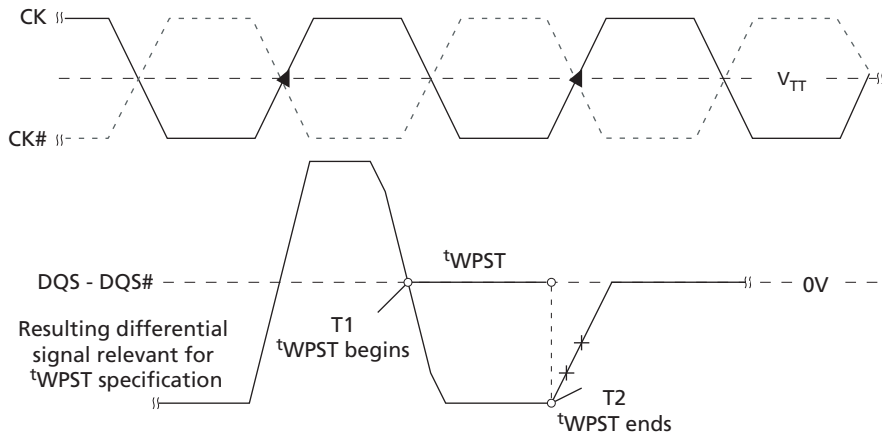 CK
V_TT
CK#
tWPST
DQS - DQS#
0V
Resulting differential
signal relevant for
tWPST specification
T1
tWPST begins
T2
tWPST ends